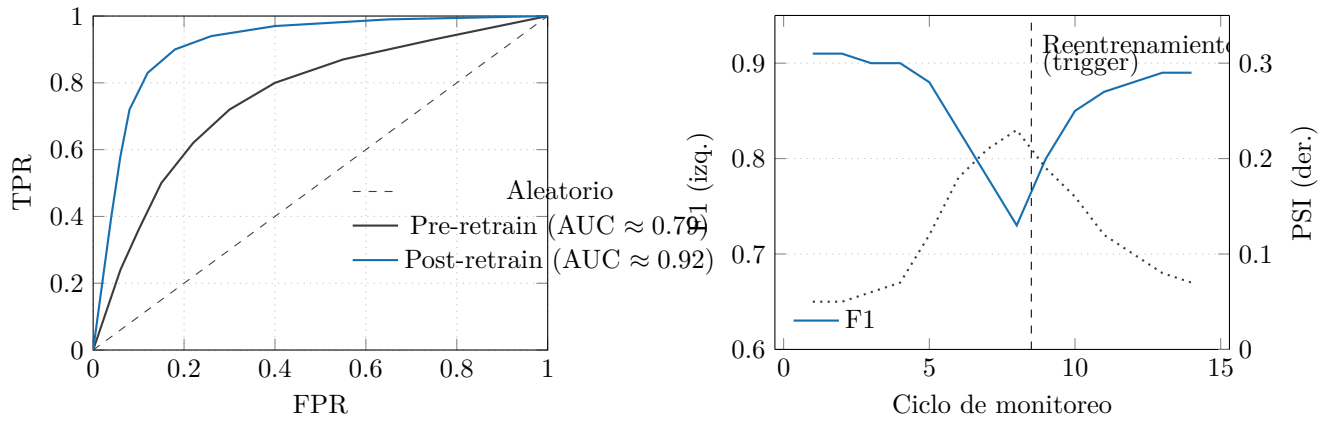 1
0.8
0.6
0.4
0.2
0
TPR
0
0.2
0.4
0.6
0.8
1
FPR
Aleatorio
Pre-retrain (AUC ≈ 0.79)
Post-retrain (AUC ≈ 0.92)
0.9
0.8
0.7
0.6
F1 (izq.)
Reentrenamiento
(trigger)
F1
0
5
10
15
Ciclo de monitoreo
0.3
0.2
0.1
0
PSI (der.)